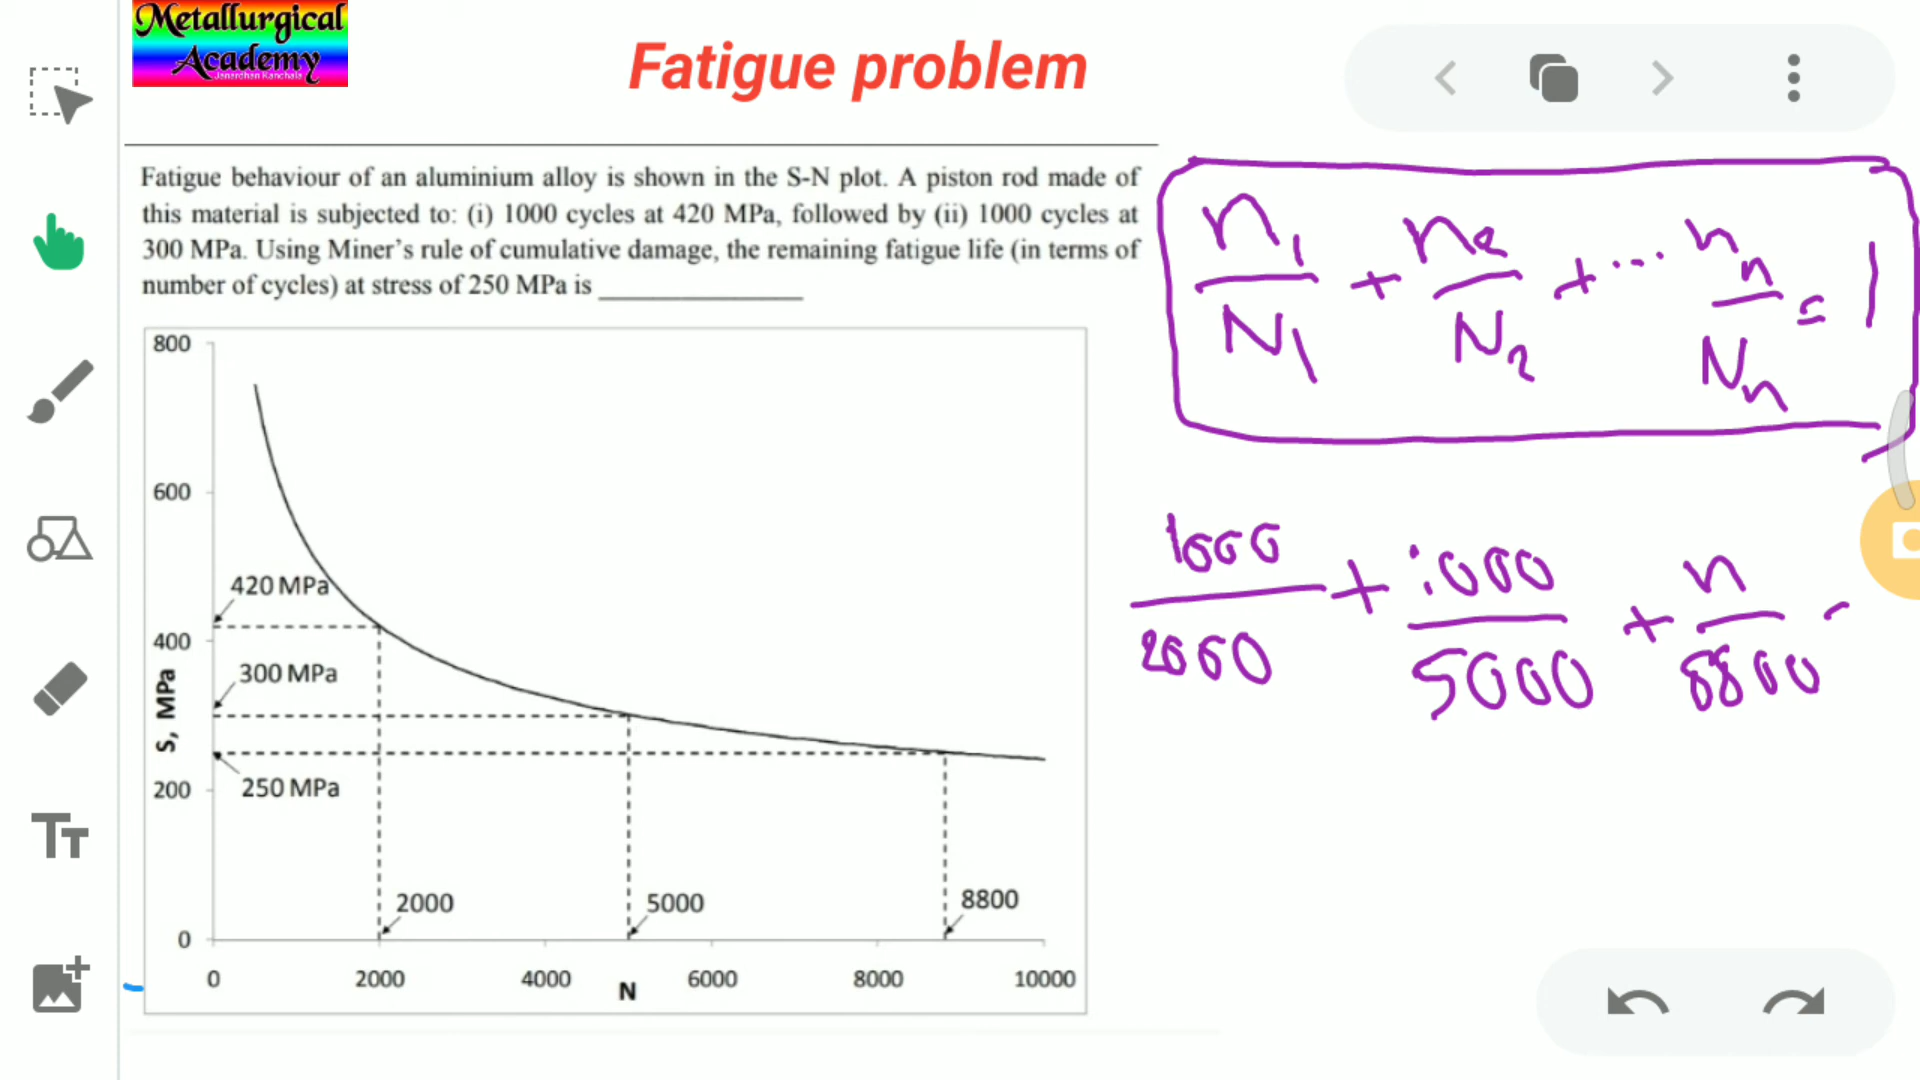 Metallurgical
Academy
Janardhan Kanchala
Fatigue problem
Fatigue behaviour of an aluminium alloy is shown in the S-N plot. A piston rod made of
this material is subjected to: (i) 1000 cycles at 420 MPa, followed by (ii) 1000 cycles at
300 MPa. Using Miner's rule of cumulative damage, the remaining fatigue life (in terms of
number of cycles) at stress of 250 MPa is ________________
n1/N1 + n2/N2 + ... nn/Nn = 1
1000/2000 + 1000/5000 + n/8800 -
800
600
420 MPa
400
300 MPa
S, MPa
250 MPa
200
2000
5000
8800
0
0 2000 4000 6000 8000 10000
N
TT